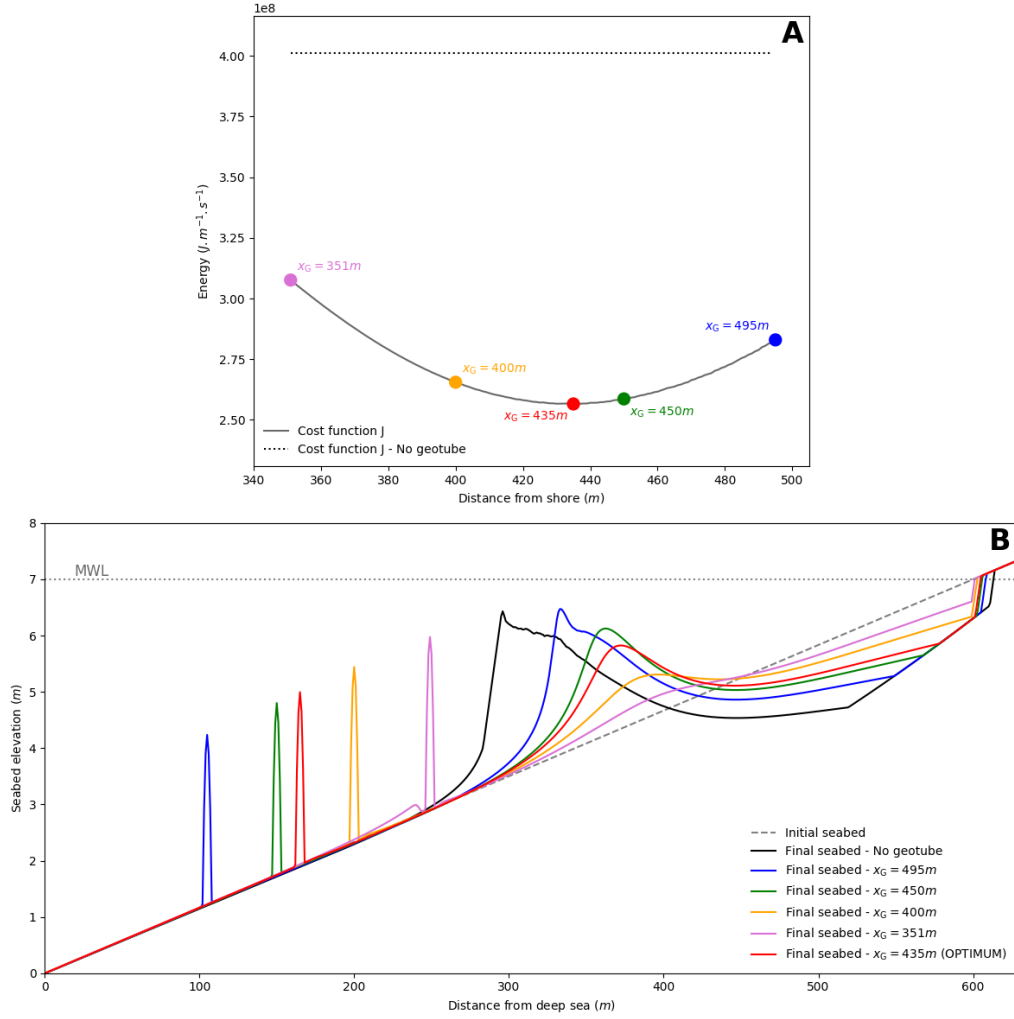 1e8
A
4.00
3.75
3.50
3.25
3.00
2.75
2.50
Energy (J.m⁻¹.s⁻¹)
x_G = 351m
x_G = 495m
x_G = 400m
x_G = 435m
x_G = 450m
Cost function J
Cost function J - No geotube
340 360 380 400 420 440 460 480 500
Distance from shore (m)
B
MWL
8
7
6
5
4
3
2
1
0
Seabed elevation (m)
Initial seabed
Final seabed - No geotube
Final seabed - x_G = 495m
Final seabed - x_G = 450m
Final seabed - x_G = 400m
Final seabed - x_G = 351m
Final seabed - x_G = 435m (OPTIMUM)
0 100 200 300 400 500 600
Distance from deep sea (m)